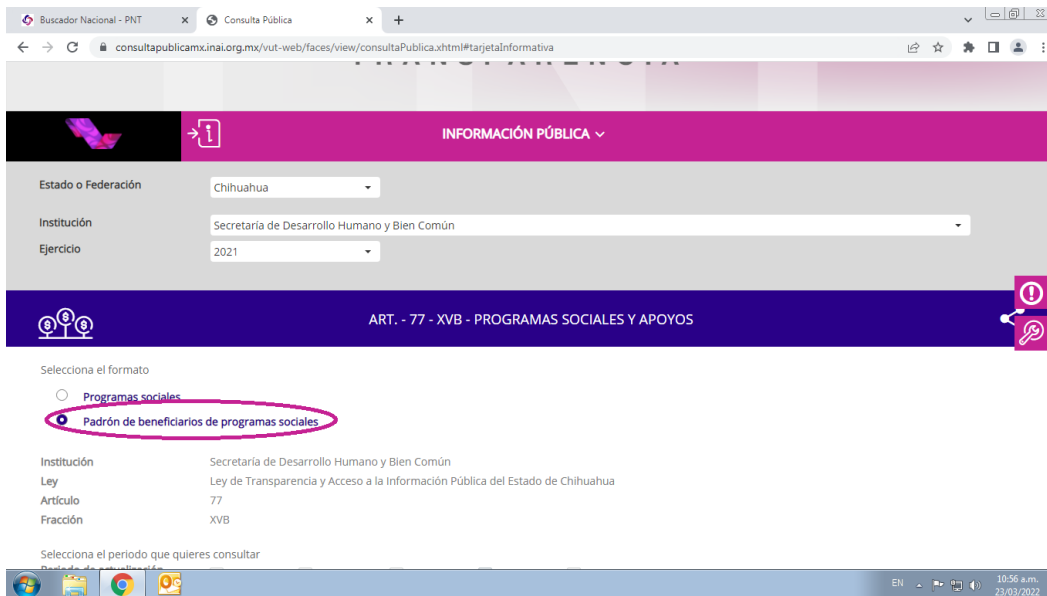 Buscador Nacional - PNT
Consulta Pública
consultapublicamx.inai.org.mx/vut-web/faces/view/consultaPublica.xhtml#tarjetaInformativa
INFORMACIÓN PÚBLICA
Estado o Federación Chihuahua
Institución Secretaría de Desarrollo Humano y Bien Común
Ejercicio 2021
ART. - 77 - XVB - PROGRAMAS SOCIALES Y APOYOS
Selecciona el formato
Programas sociales
Padrón de beneficiarios de programas sociales
Institución Secretaría de Desarrollo Humano y Bien Común
Ley Ley de Transparencia y Acceso a la Información Pública del Estado de Chihuahua
Artículo 77
Fracción XVB
Selecciona el periodo que quieres consultar
EN 10:56 a.m.
23/03/2022